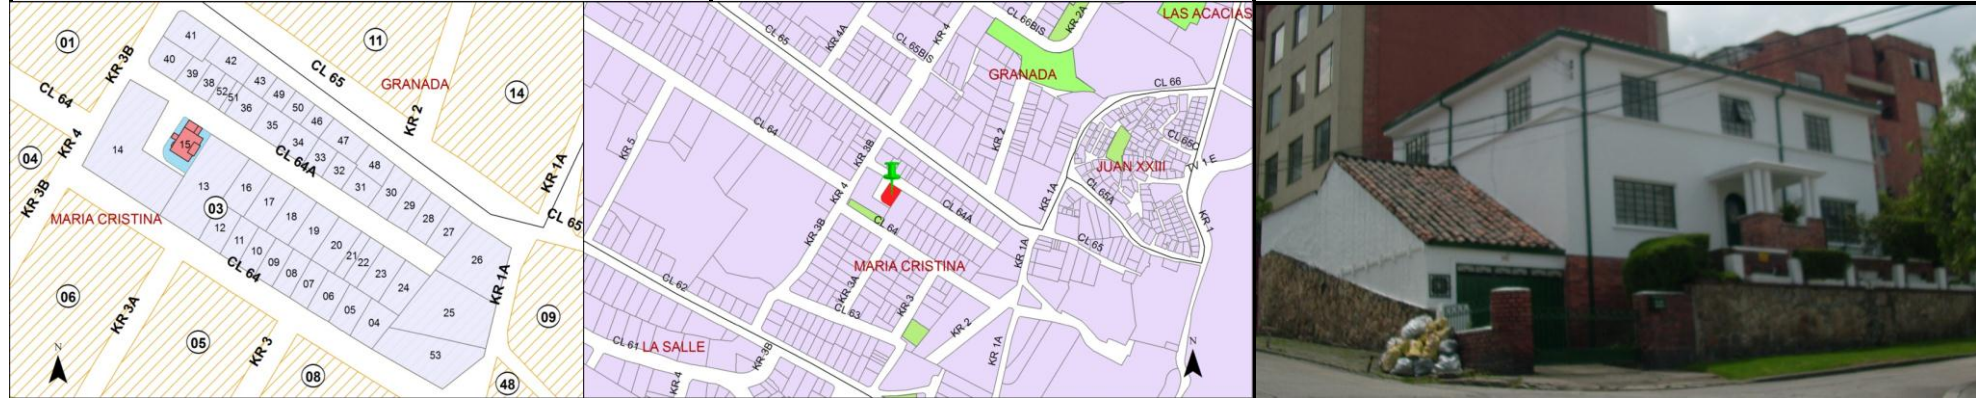 01
KR 3B
11
CL 65
GRANADA
14
KR 2
CL 64
KR 4
04
KR 3B
MARIA CRISTINA
41
42
40
39
38
52
51
43
49
50
36
46
35
47
34
33
48
32
31
30
29
28
27
26
CL 64A
14
15
13
16
03
17
18
12
19
11
20
10
21
22
09
23
08
24
07
25
06
05
04
53
CL 64
KR 1A
CL 65
KR 1A
06
KR 3A
05
KR 3
08
09
48
N
CL 65
KR 4A
CL 65BIS
KR 4
CL 66BIS
KR 2A
LAS ACACIAS
GRANADA
CL 66
KR 5
CL 64
KR 3B
KR 2
CL 65C
JUAN XXIII
TV 1 E
KR 4
KR 1A
CL 65A
CL 64A
KR 3B
CL 64
KR 1
CL 65
KR 1A
MARIA CRISTINA
CL 62
KR 3A
KR 3
CL 63
KR 2
KR 1A
CL 61
LA SALLE
KR 3B
KR 4
N